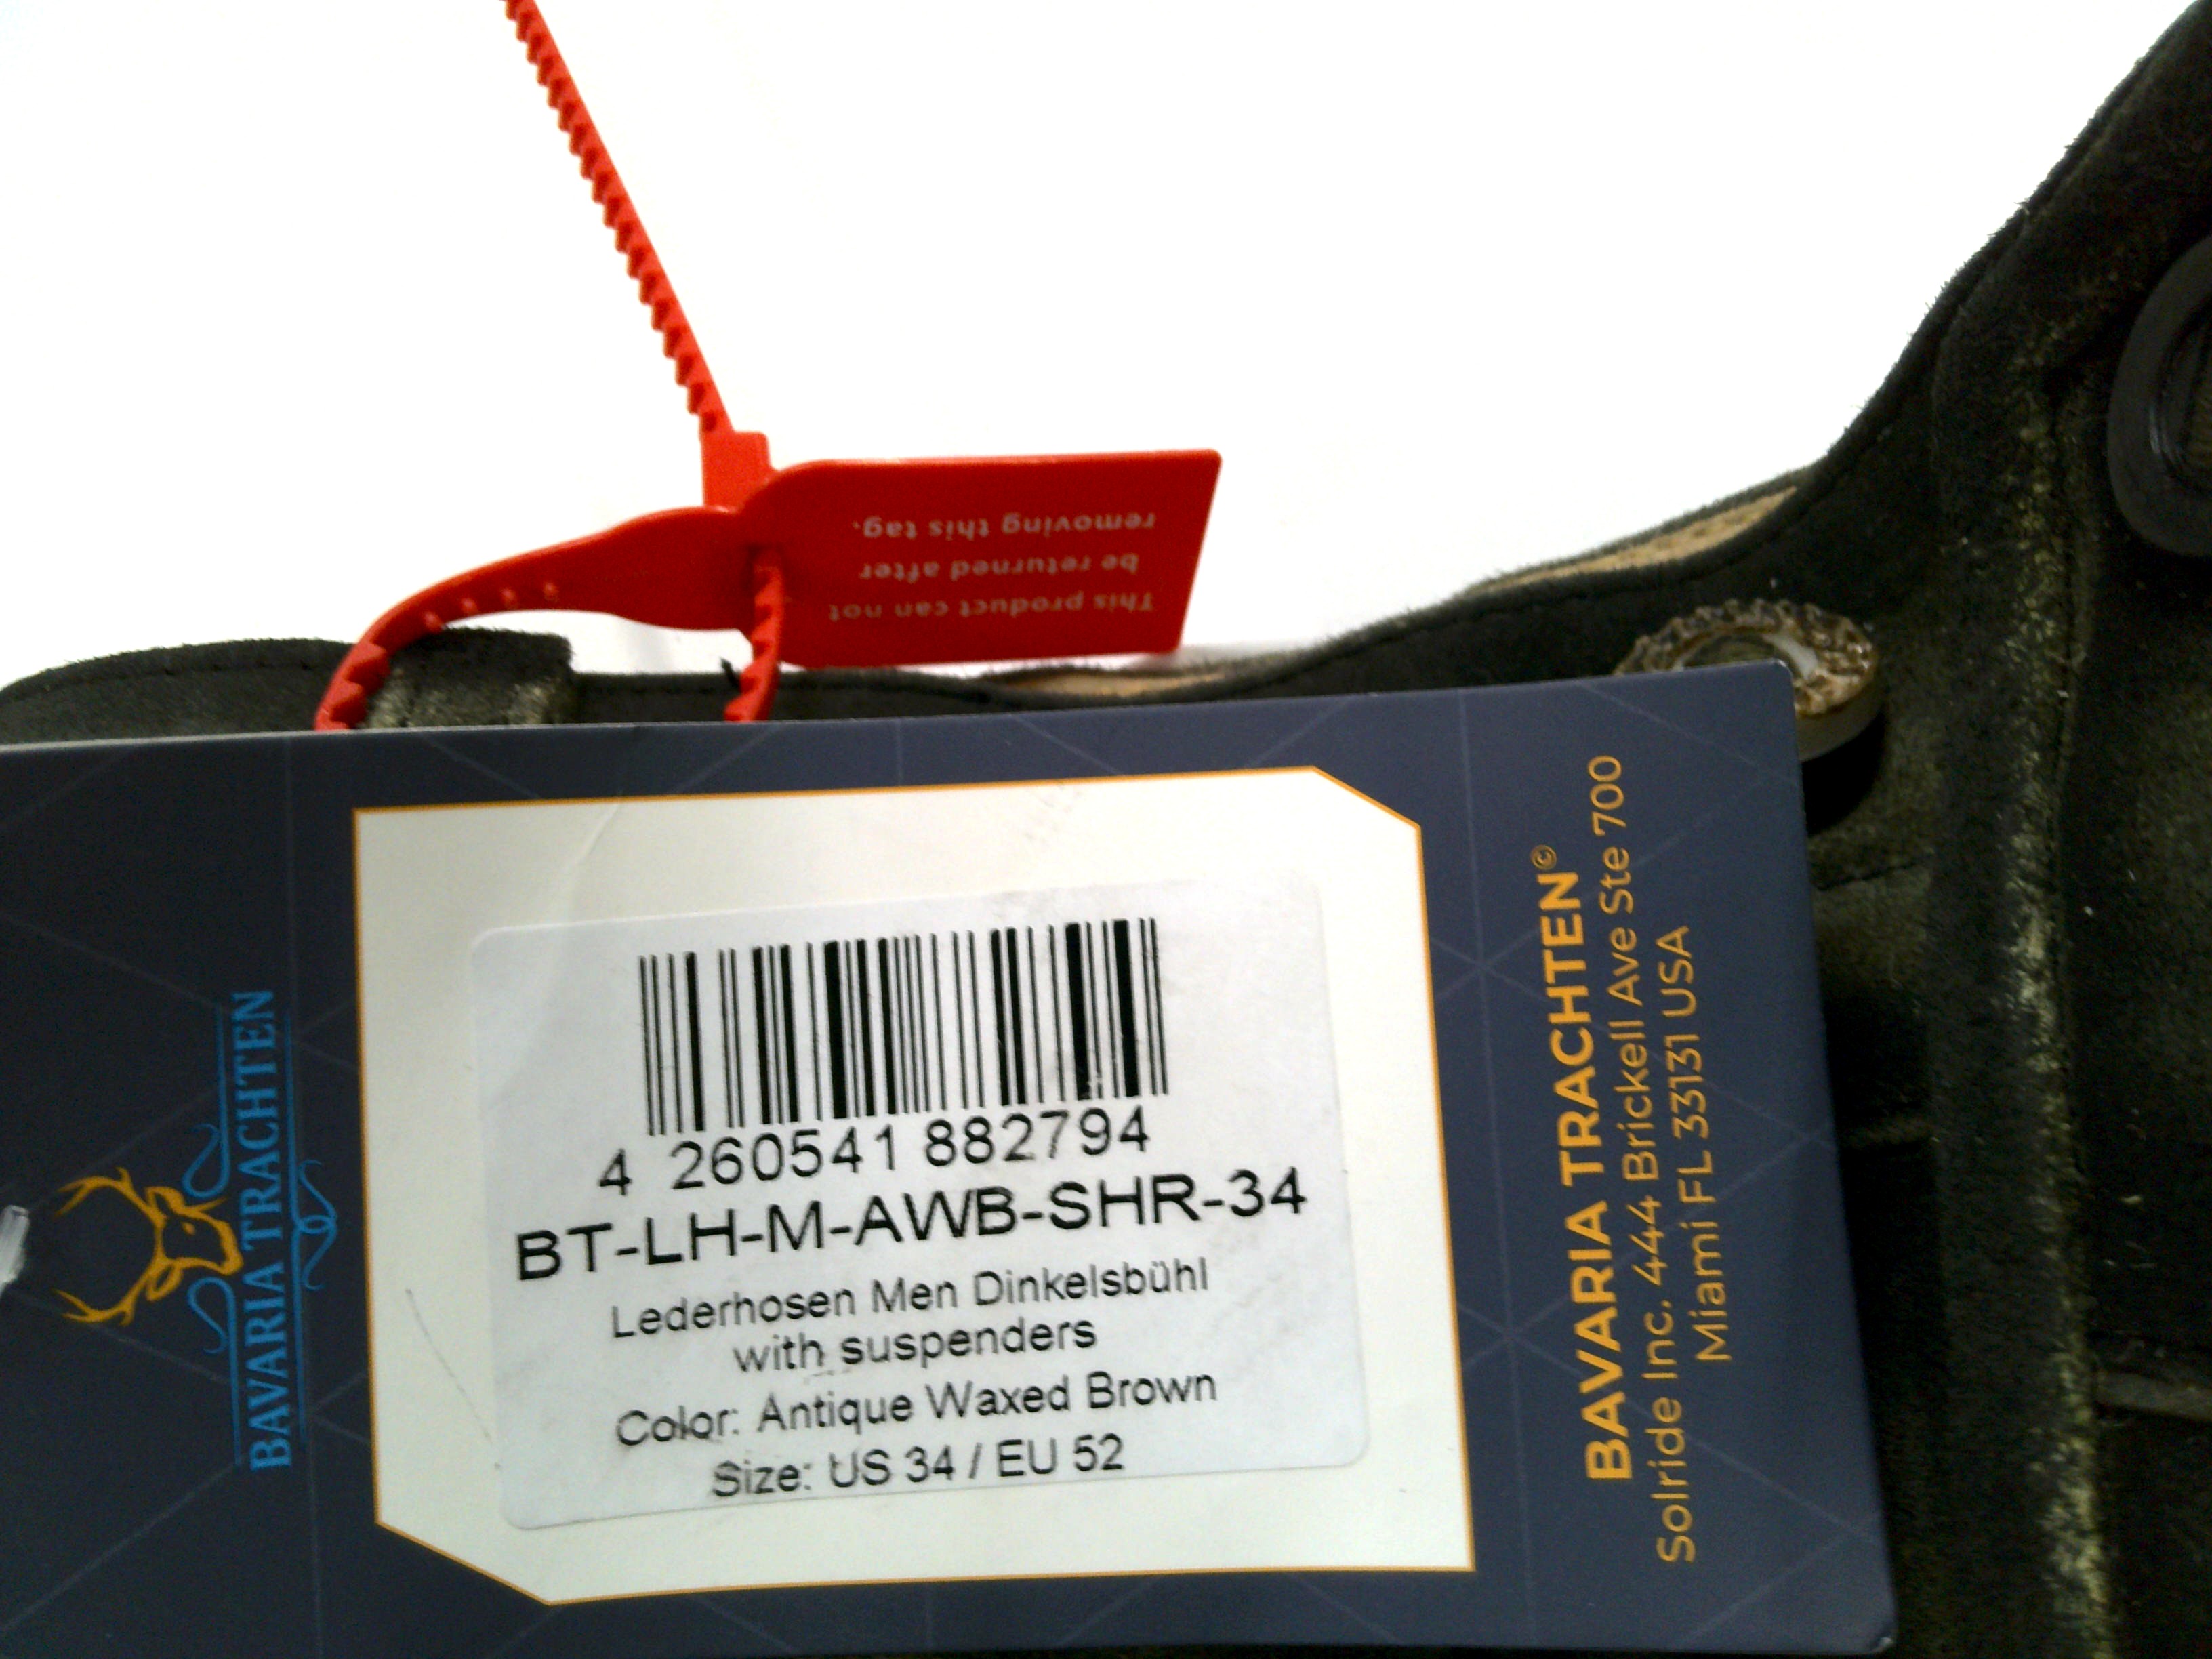 This product can not
be returned after
removing this tag.
BAVARIA TRACHTEN
4 260541 882794
BT-LH-M-AWB-SHR-34
Lederhosen Men Dinkelsbühl
with suspenders
Color: Antique Waxed Brown
Size: US 34 / EU 52
BAVARIA TRACHTEN©
Solride Inc. 444 Brickell Ave Ste 700
Miami FL 33131 USA